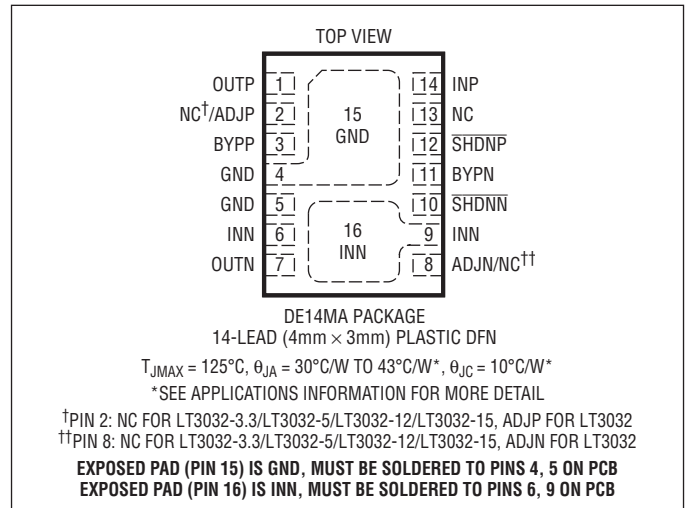 TOP VIEW
OUTP 1
NC†/ADJP 2
BYPP 3
GND 4
GND 5
INN 6
OUTN 7
15
GND
16
INN
14 INP
13 NC
12 S̅H̅D̅N̅P̅
11 BYPN
10 S̅H̅D̅N̅N̅
9 INN
8 ADJN/NC††
DE14MA PACKAGE
14-LEAD (4mm × 3mm) PLASTIC DFN
TJMAX = 125°C, θJA = 30°C/W TO 43°C/W*, θJC = 10°C/W*
*SEE APPLICATIONS INFORMATION FOR MORE DETAIL
†PIN 2: NC FOR LT3032-3.3/LT3032-5/LT3032-12/LT3032-15, ADJP FOR LT3032
††PIN 8: NC FOR LT3032-3.3/LT3032-5/LT3032-12/LT3032-15, ADJN FOR LT3032
EXPOSED PAD (PIN 15) IS GND, MUST BE SOLDERED TO PINS 4, 5 ON PCB
EXPOSED PAD (PIN 16) IS INN, MUST BE SOLDERED TO PINS 6, 9 ON PCB